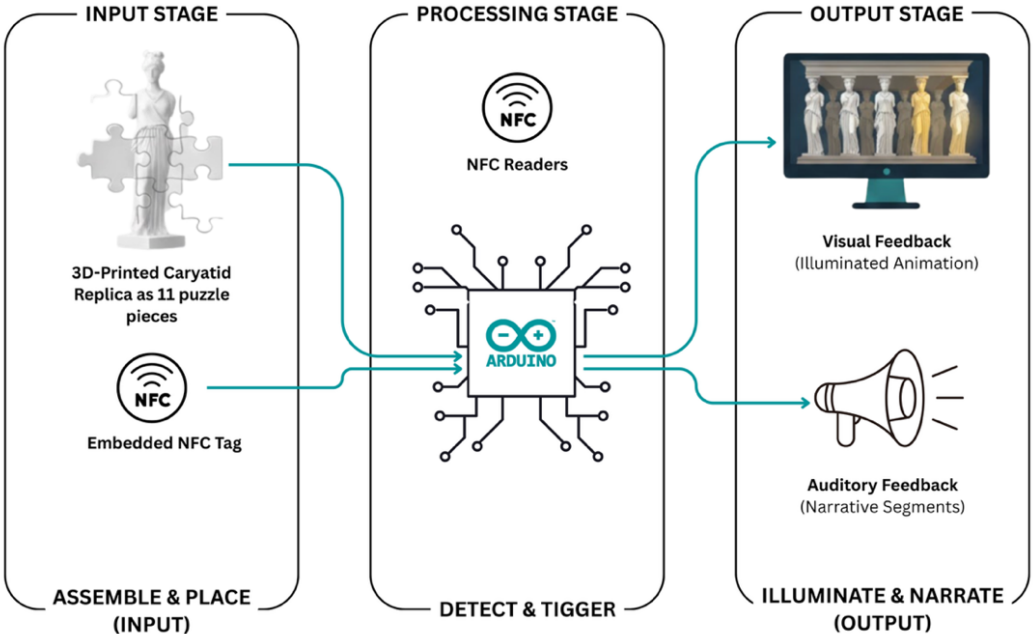 INPUT STAGE
3D-Printed Caryatid
Replica as 11 puzzle
pieces
NFC
Embedded NFC Tag
ASSEMBLE & PLACE
(INPUT)
PROCESSING STAGE
NFC
NFC Readers
ARDUINO
DETECT & TIGGER
OUTPUT STAGE
Visual Feedback
(Illuminated Animation)
Auditory Feedback
(Narrative Segments)
ILLUMINATE & NARRATE
(OUTPUT)